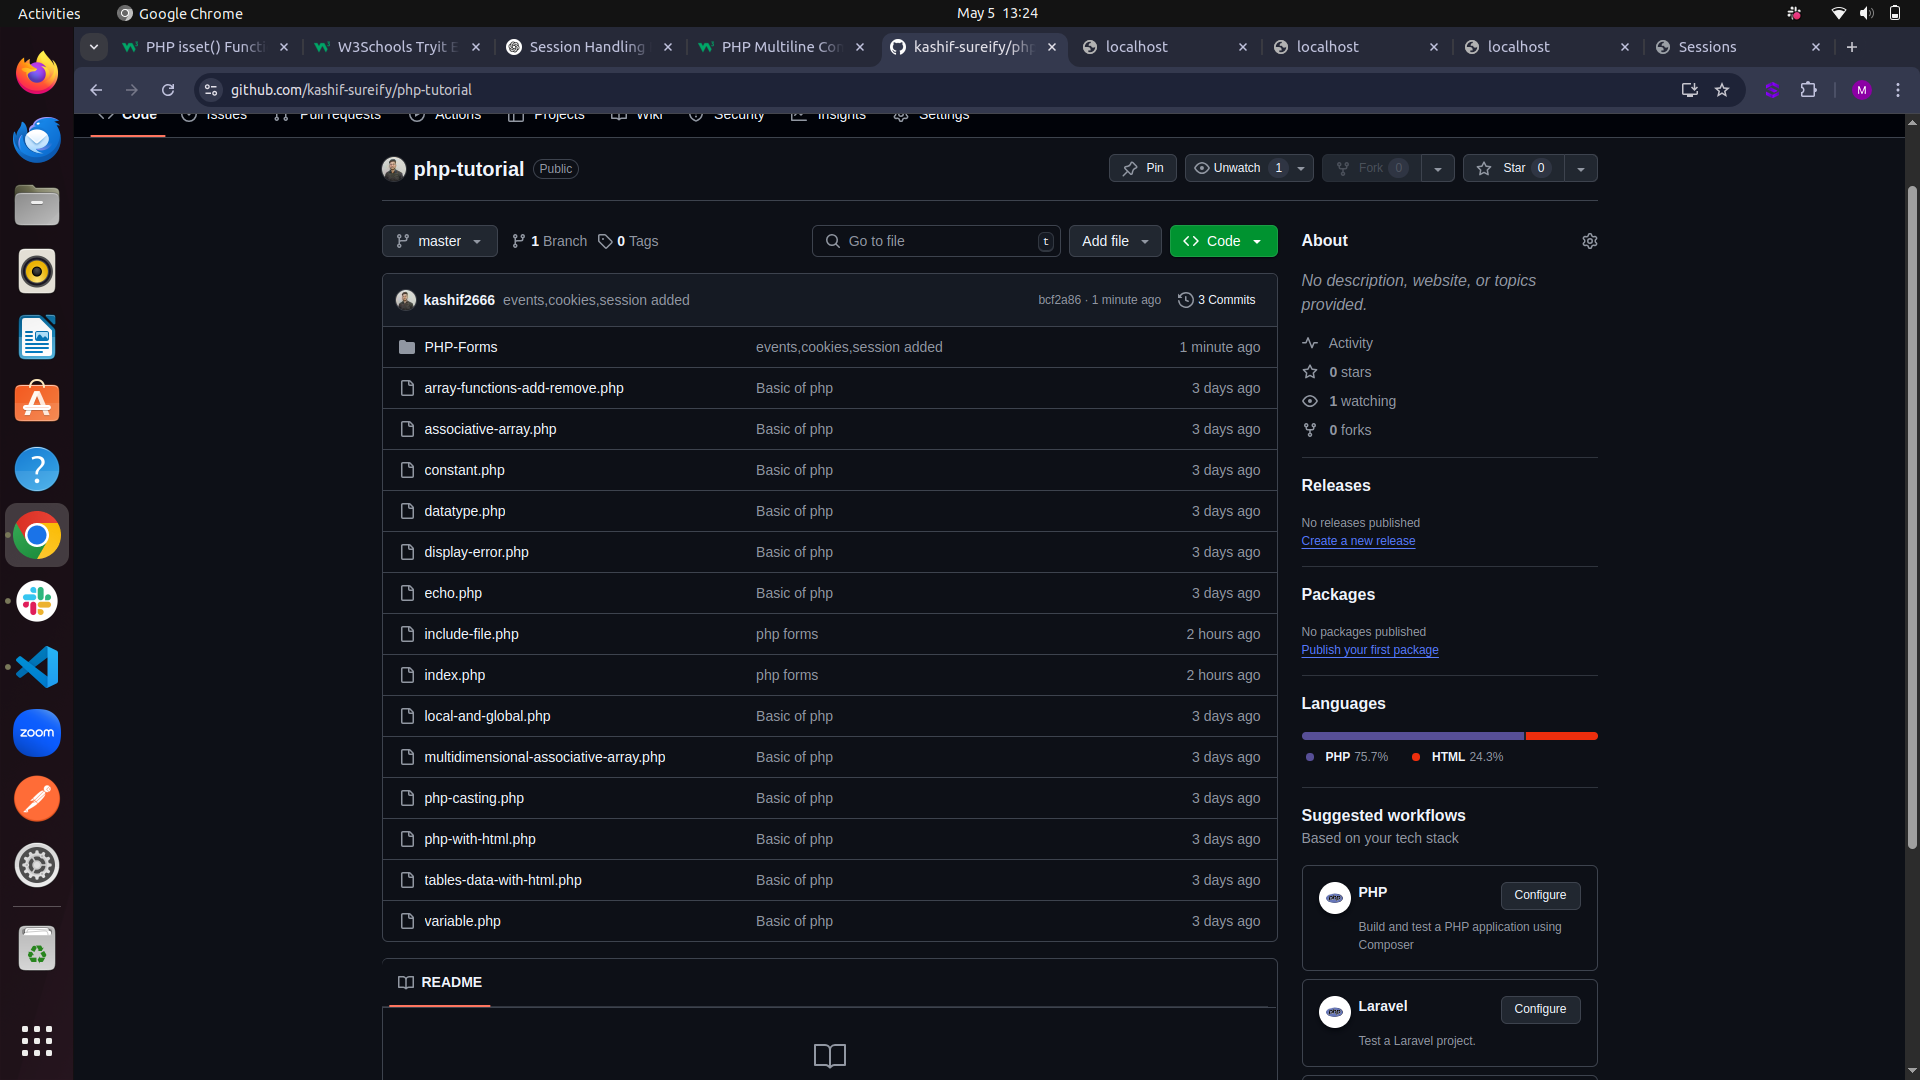 Activities
Google Chrome
May 5 13:24
PHP isset() Functi
W3Schools Tryit E
Session Handling
PHP Multiline Con
kashif-sureify/php
localhost
localhost
localhost
Sessions
github.com/kashif-sureify/php-tutorial
M
Code
Issues
Pull requests
Actions
Projects
Wiki
Security
Insights
Settings
php-tutorial
Public
Pin
Unwatch 1
Fork 0
Star 0
master
1 Branch
0 Tags
Go to file
t
Add file
Code
kashif2666 events,cookies,session added
bcf2a86 · 1 minute ago
3 Commits
PHP-Forms events,cookies,session added 1 minute ago
array-functions-add-remove.php Basic of php 3 days ago
associative-array.php Basic of php 3 days ago
constant.php Basic of php 3 days ago
datatype.php Basic of php 3 days ago
display-error.php Basic of php 3 days ago
echo.php Basic of php 3 days ago
include-file.php php forms 2 hours ago
index.php php forms 2 hours ago
local-and-global.php Basic of php 3 days ago
multidimensional-associative-array.php Basic of php 3 days ago
php-casting.php Basic of php 3 days ago
php-with-html.php Basic of php 3 days ago
tables-data-with-html.php Basic of php 3 days ago
variable.php Basic of php 3 days ago
README
About
No description, website, or topics
provided.
Activity
0 stars
1 watching
0 forks
Releases
No releases published
Create a new release
Packages
No packages published
Publish your first package
Languages
PHP 75.7%
HTML 24.3%
Suggested workflows
Based on your tech stack
php
PHP
Configure
Build and test a PHP application using
Composer
php
Laravel
Configure
Test a Laravel project.
zoom